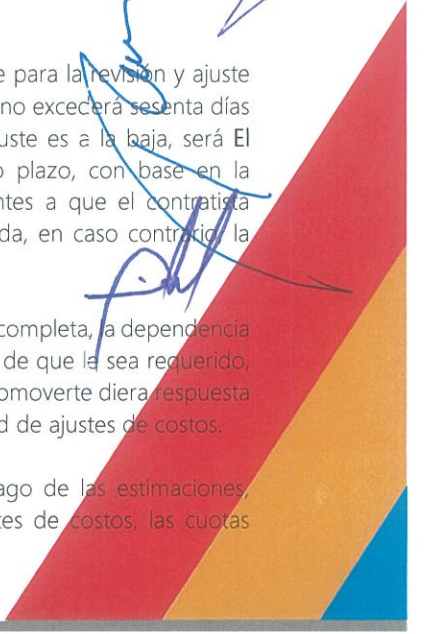 e para la revisión y ajuste
no excederá sesenta días
uste es a la baja, será El
o plazo, con base en la
ntes a que el contratista
da, en caso contrario, la
completa, la dependencia
de que la sea requerido,
omoverte diera respuesta
d de ajustes de costos.
ago de las estimaciones,
tes de costos, las cuotas